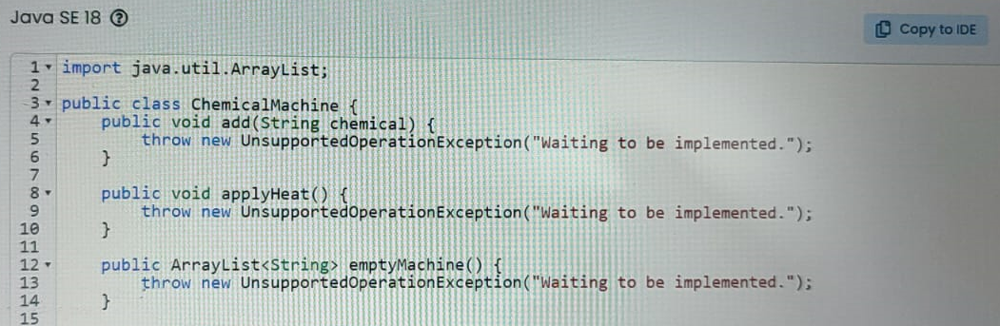 Java SE 18 ?
Copy to IDE
1 import java.util.ArrayList;
2
3 public class ChemicalMachine {
4     public void add(String chemical) {
5         throw new UnsupportedOperationException("Waiting to be implemented.");
6     }
7
8     public void applyHeat() {
9         throw new UnsupportedOperationException("Waiting to be implemented.");
10     }
11
12     public ArrayList<String> emptyMachine() {
13         throw new UnsupportedOperationException("Waiting to be implemented.");
14     }
15